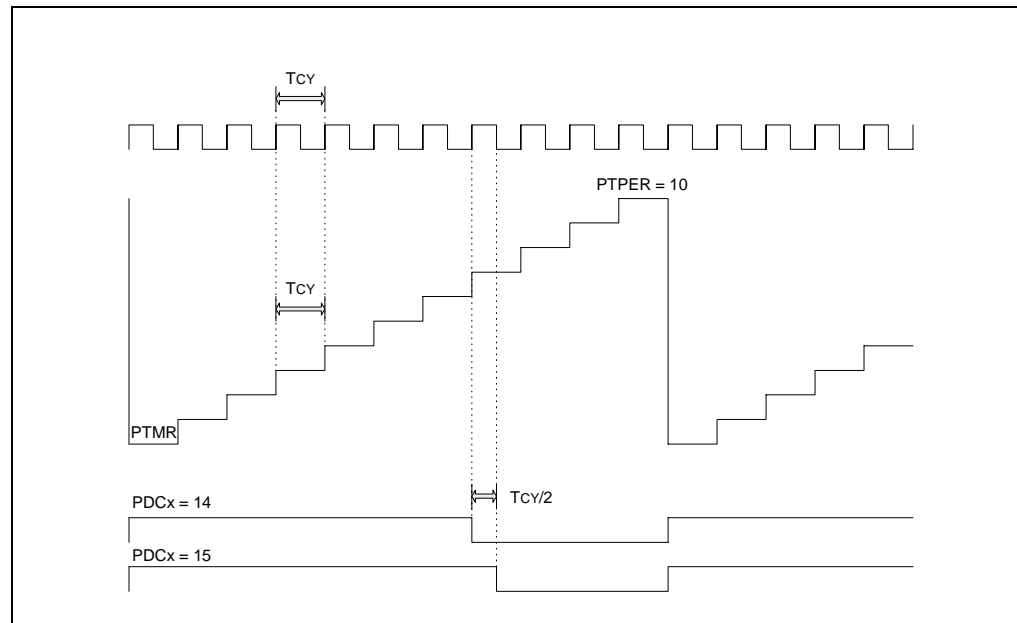 TCY
PTPER = 10
TCY
PTMR
TCY/2
PDCx = 14
PDCx = 15